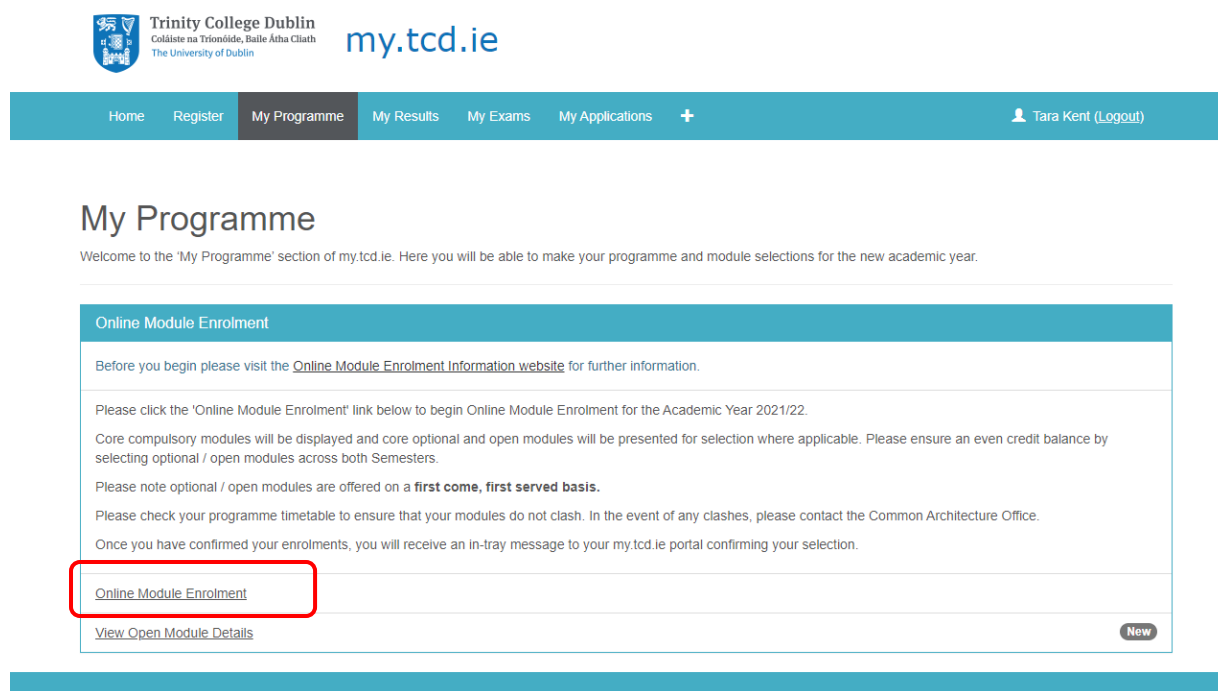 Trinity College Dublin
Coláiste na Tríonóide, Baile Átha Cliath
The University of Dublin
my.tcd.ie
Home Register My Programme My Results My Exams My Applications + Tara Kent (Logout)
My Programme
Welcome to the 'My Programme' section of my.tcd.ie. Here you will be able to make your programme and module selections for the new academic year.
Online Module Enrolment
Before you begin please visit the Online Module Enrolment Information website for further information.
Please click the 'Online Module Enrolment' link below to begin Online Module Enrolment for the Academic Year 2021/22.
Core compulsory modules will be displayed and core optional and open modules will be presented for selection where applicable. Please ensure an even credit balance by
selecting optional / open modules across both Semesters.
Please note optional / open modules are offered on a first come, first served basis.
Please check your programme timetable to ensure that your modules do not clash. In the event of any clashes, please contact the Common Architecture Office.
Once you have confirmed your enrolments, you will receive an in-tray message to your my.tcd.ie portal confirming your selection.
Online Module Enrolment
View Open Module Details New